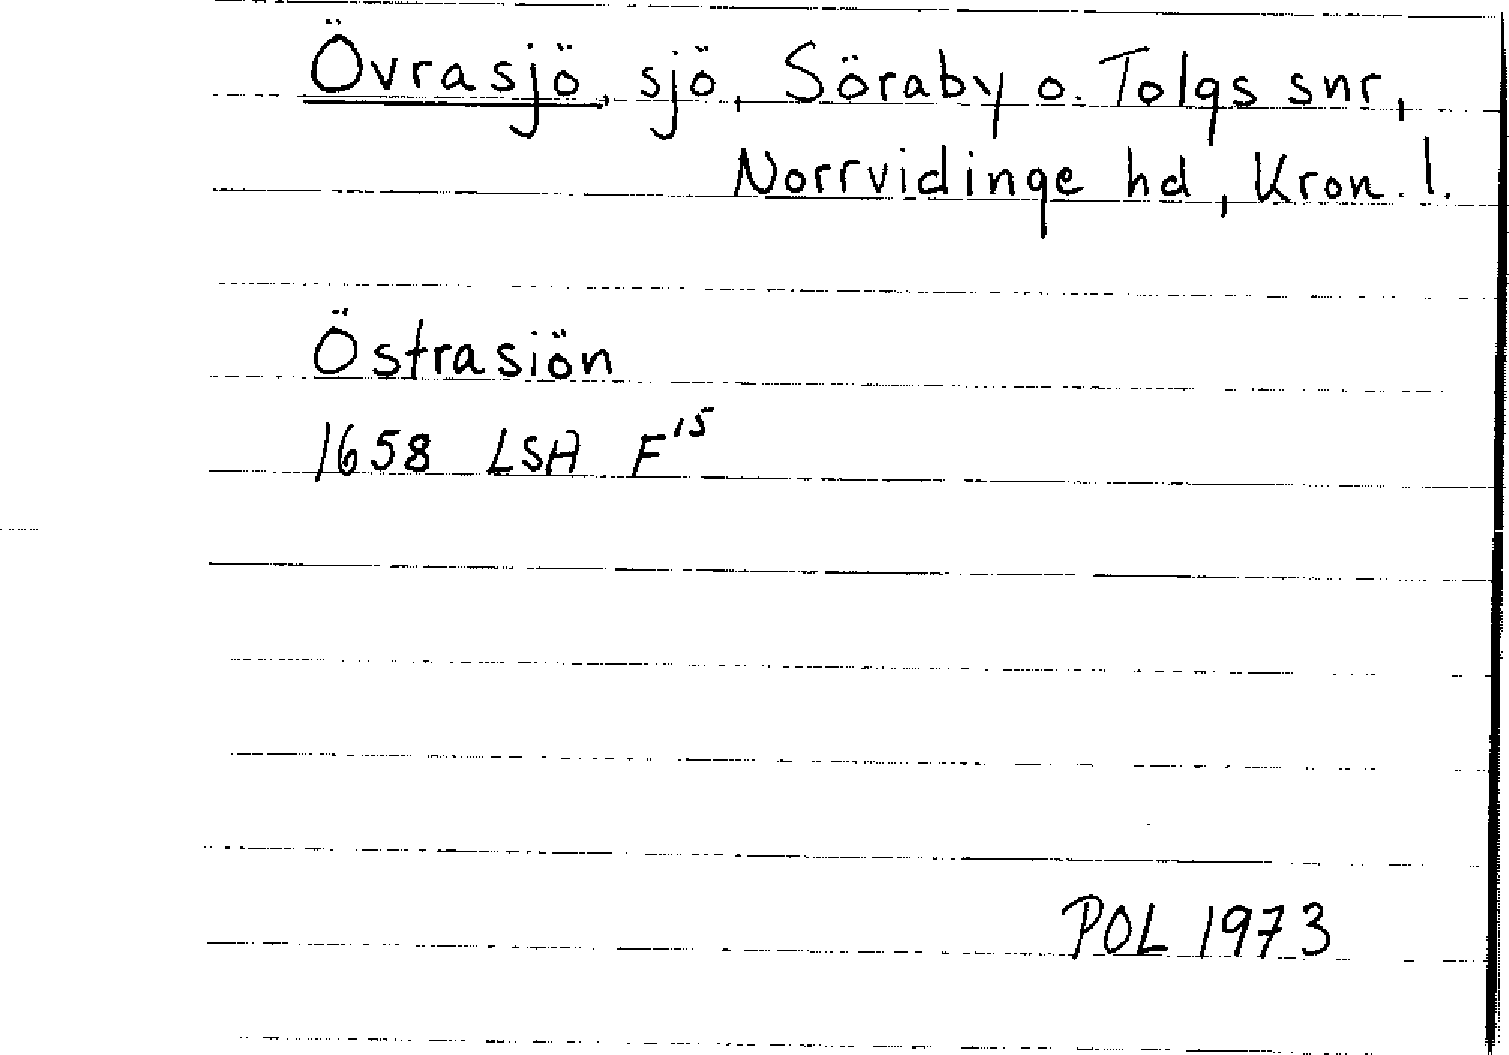 Övrasjö, sjö, Söraby o. Tolgs snr,
Norrvidinge hd, Kron. l.
Östrasiön
1658 LSA F¹⁵
POL 1973